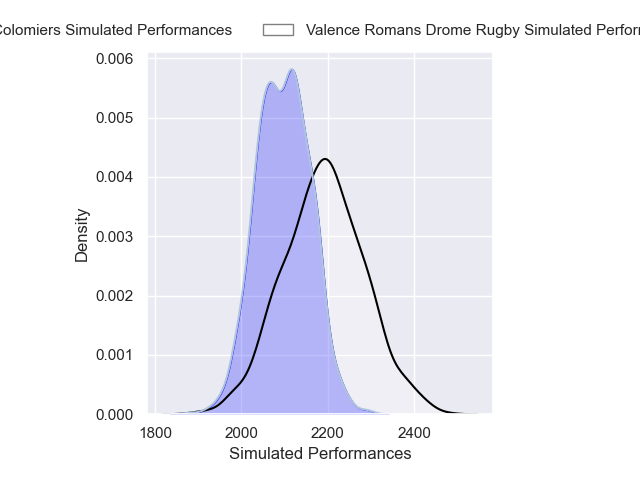 Colomiers Simulated Performances
Valence Romans Drome Rugby Simulated
0.006
0.005
0.004
0.003
0.002
0.001
0.000
Density
1800 2000 2200 2400
Simulated Performances